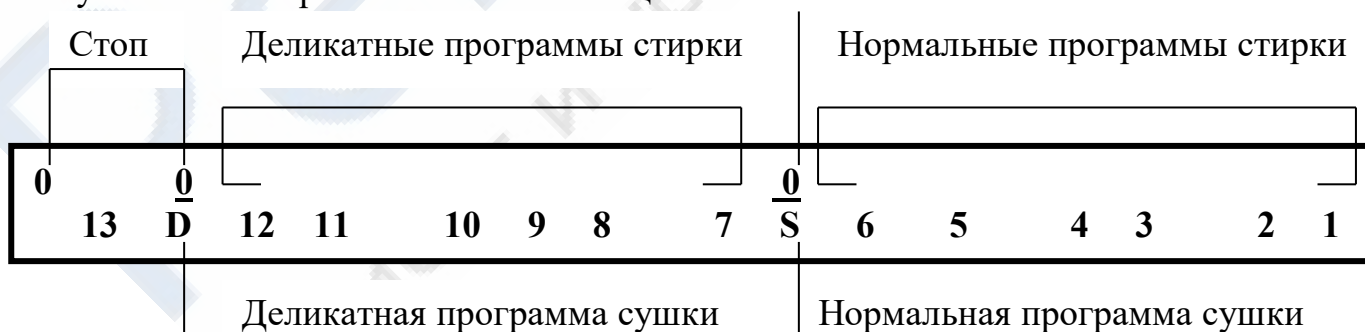 Стоп Деликатные программы стирки Нормальные программы стирки
0 0 0
13 D 12 11 10 9 8 7 S 6 5 4 3 2 1
Деликатная программа сушки Нормальная программа сушки